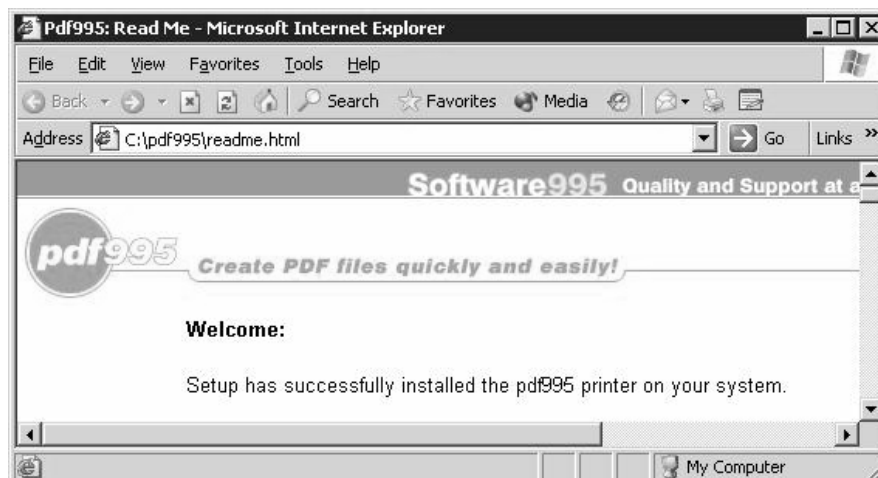 Pdf995: Read Me - Microsoft Internet Explorer
File Edit View Favorites Tools Help
Back Search Favorites Media
Address C:\pdf995\readme.html Go Links »
Software995 Quality and Support at a
pdf995 Create PDF files quickly and easily!
Welcome:
Setup has successfully installed the pdf995 printer on your system.
My Computer